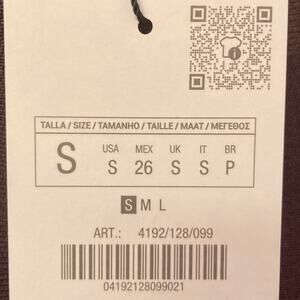 TALLA / SIZE / TAMANHO / TAILLE / MAAT / ΜΕΓΕΘΟΣ
S
USA MEX UK IT BR
S 26 S S P
S M L
ART.: 4192/128/099
04192128099021